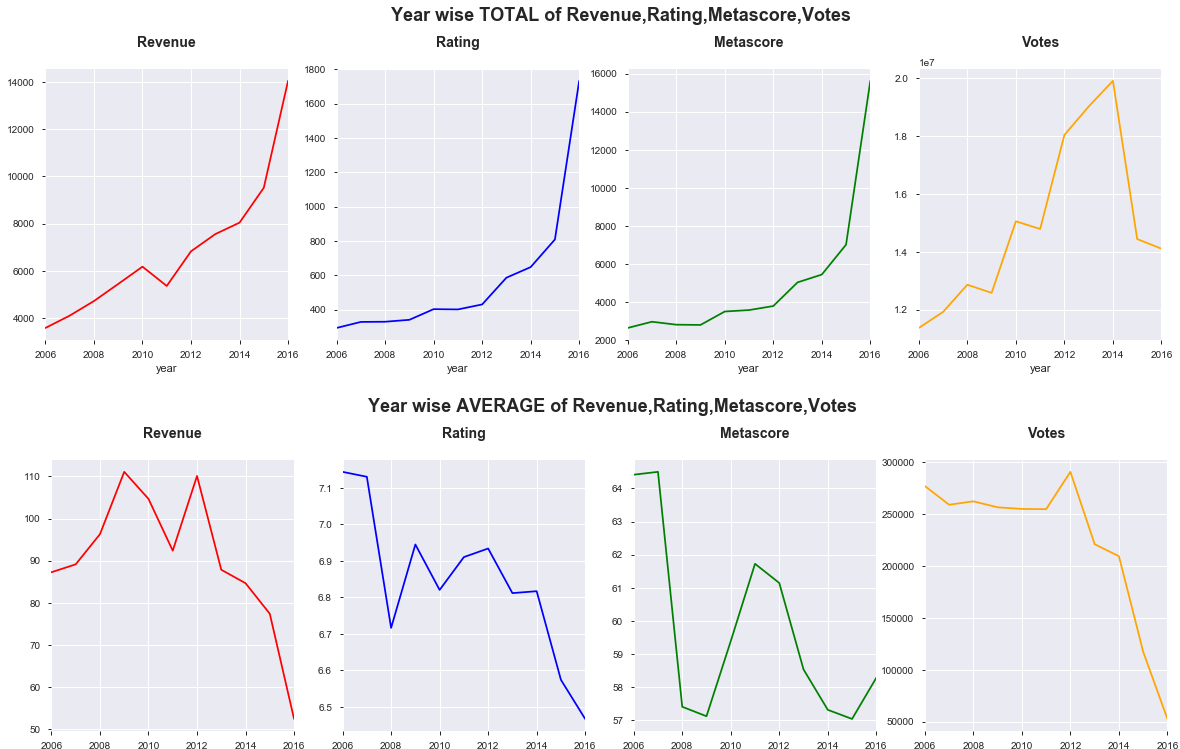 Year wise TOTAL of Revenue,Rating,Metascore,Votes
Revenue
14000
12000
10000
8000
6000
4000
2006 2008 2010 2012 2014 2016
year
Rating
1800
1600
1400
1200
1000
800
600
400
2006 2008 2010 2012 2014 2016
year
Metascore
16000
14000
12000
10000
8000
6000
4000
2000
2006 2008 2010 2012 2014 2016
year
Votes
1e7
2.0
1.8
1.6
1.4
1.2
2006 2008 2010 2012 2014 2016
year
Year wise AVERAGE of Revenue,Rating,Metascore,Votes
Revenue
110
100
90
80
70
60
50
2006 2008 2010 2012 2014 2016
Rating
7.1
7.0
6.9
6.8
6.7
6.6
6.5
2006 2008 2010 2012 2014 2016
Metascore
64
63
62
61
60
59
58
57
2006 2008 2010 2012 2014 2016
Votes
300000
250000
200000
150000
100000
50000
2006 2008 2010 2012 2014 2016